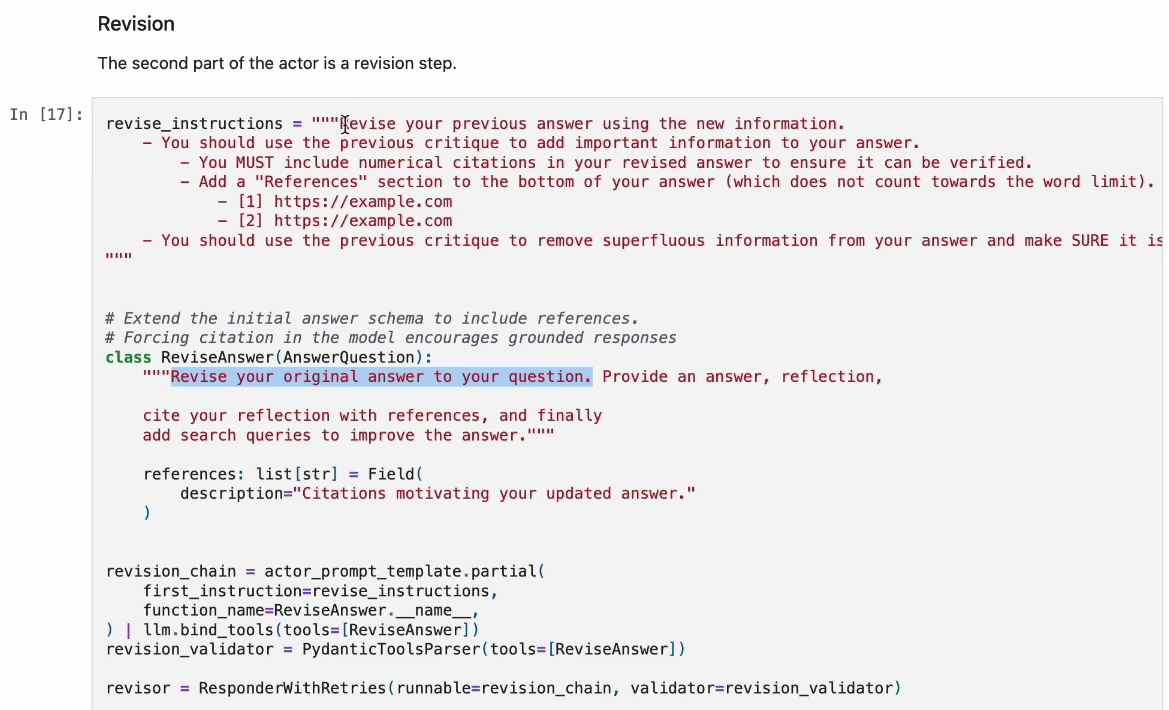 Revision
The second part of the actor is a revision step.
In [17]:
revise_instructions = """Revise your previous answer using the new information.
    - You should use the previous critique to add important information to your answer.
        - You MUST include numerical citations in your revised answer to ensure it can be verified.
        - Add a "References" section to the bottom of your answer (which does not count towards the word limit).
            - [1] https://example.com
            - [2] https://example.com
    - You should use the previous critique to remove superfluous information from your answer and make SURE it is
"""
# Extend the initial answer schema to include references.
# Forcing citation in the model encourages grounded responses
class ReviseAnswer(AnswerQuestion):
    """Revise your original answer to your question. Provide an answer, reflection,
    cite your reflection with references, and finally
    add search queries to improve the answer."""
    references: list[str] = Field(
        description="Citations motivating your updated answer."
    )
revision_chain = actor_prompt_template.partial(
    first_instruction=revise_instructions,
    function_name=ReviseAnswer.__name__,
) | llm.bind_tools(tools=[ReviseAnswer])
revision_validator = PydanticToolsParser(tools=[ReviseAnswer])
revisor = ResponderWithRetries(runnable=revision_chain, validator=revision_validator)